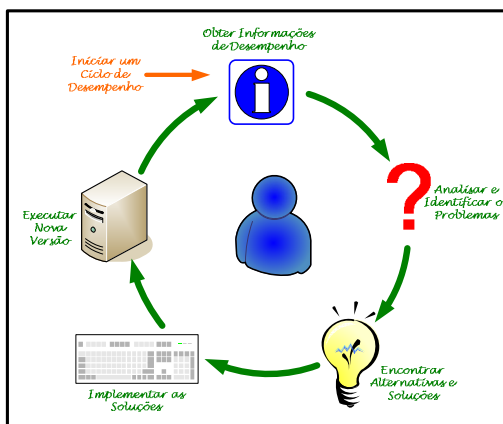 Obter Informações
de Desempenho
Iniciar um
Ciclo de
Desempenho
Analisar e
Identificar o
Problemas
Executar
Nova
Versão
Encontrar
Alternativas e
Soluções
Implementar as
Soluções